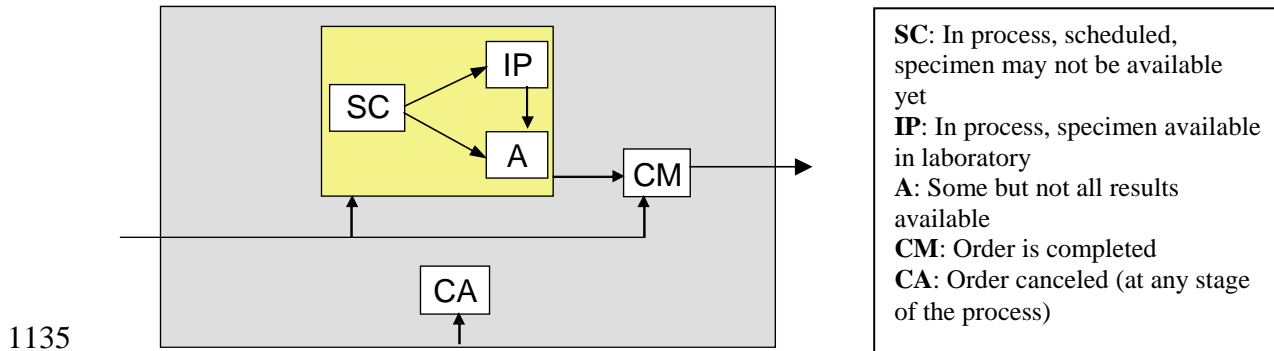 IP
SC
A
CM
CA
1135
SC: In process, scheduled,
specimen may not be available
yet
IP: In process, specimen available
in laboratory
A: Some but not all results
available
CM: Order is completed
CA: Order canceled (at any stage
of the process)